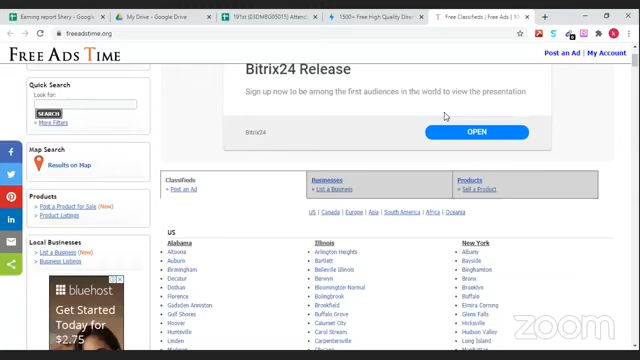 Earning report Shery - Google S
My Drive - Google Drive
191st (03DMBG05015) Attend
1500+ Free High Quality Direct
Free Classifieds | Free Ads | 50
freeadstime.org
FREE ADS TIME
Post an Ad | My Account
Quick Search
Look for:
SEARCH
More Filters
Map Search
Results on Map
Products
Post a Product for Sale (New)
Product Listings
Local Businesses
List a Business (New)
Business Listings
bluehost
Get Started
Today for
$2.75
Bitrix24 Release
Sign up now to be among the first audiences in the world to view the presentation
Bitrix24
OPEN
Classifieds
Post an Ad
Businesses
List a Business
Products
Sell a Product
US | Canada | Europe | Asia | South America | Africa | Oceania
US
Alabama
Altoona
Auburn
Birmingham
Decatur
Dothan
Florence
Gadsden Anniston
Gulf Shores
Hoover
Huntsville
Linden
Madison
Illinois
Arlington Heights
Bartlett
Belleville Illinois
Berwyn
Bloomington Normal
Bolingbrook
Brookfield
Buffalo Grove
Calumet City
Carol Stream
Carpentersville
Chicago
New York
Albany
Bayside
Binghamton
Bronx
Brooklyn
Buffalo
Elmira Corning
Glens Falls
Hicksville
Hudson Valley
Long Island
Manhattan
zoom